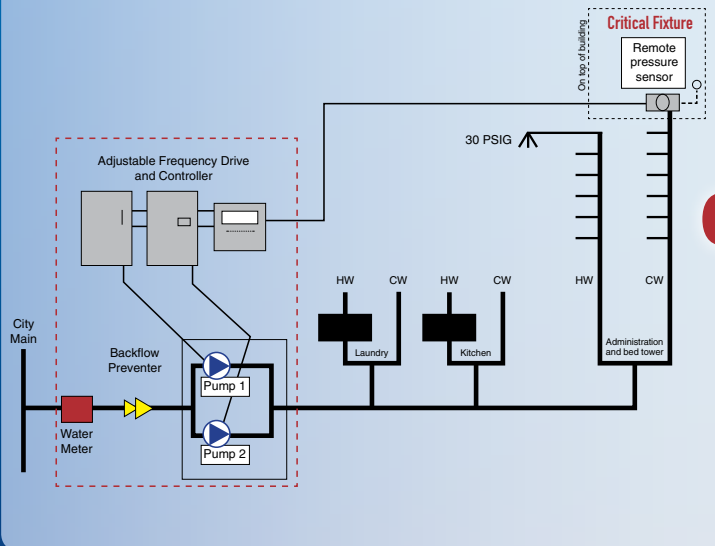 Critical Fixture
On top of building
Remote
pressure
sensor
30 PSIG
Adjustable Frequency Drive
and Controller
HW
CW
HW
CW
HW
CW
City
Main
Backflow
Preventer
Laundry
Kitchen
Administration
and bed tower
Pump 1
Water
Meter
Pump 2